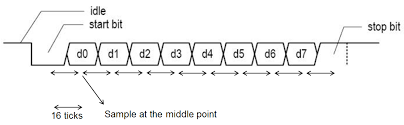 idle
start bit
stop bit
d0 d1 d2 d3 d4 d5 d6 d7
16 ticks
Sample at the middle point